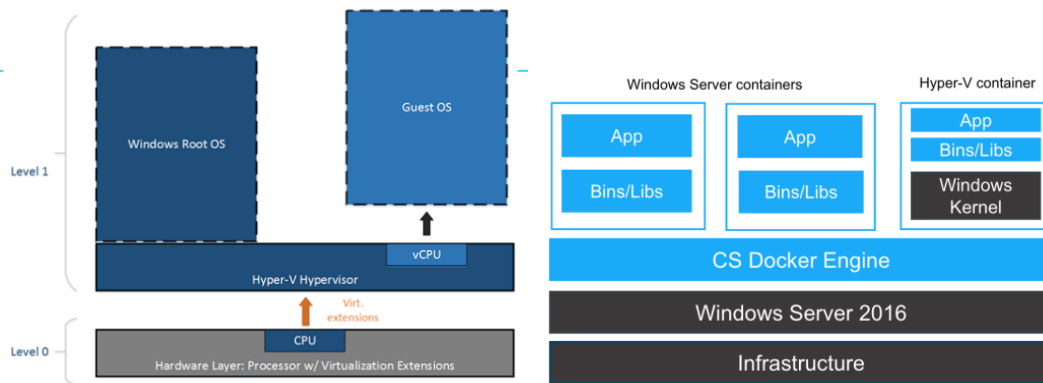 Level 1
Windows Root OS
Guest OS
vCPU
Hyper-V Hypervisor
Virt.
extensions
Level 0
CPU
Hardware Layer: Processor w/ Virtualization Extensions
Windows Server containers
Hyper-V container
App
Bins/Libs
App
Bins/Libs
App
Bins/Libs
Windows
Kernel
CS Docker Engine
Windows Server 2016
Infrastructure